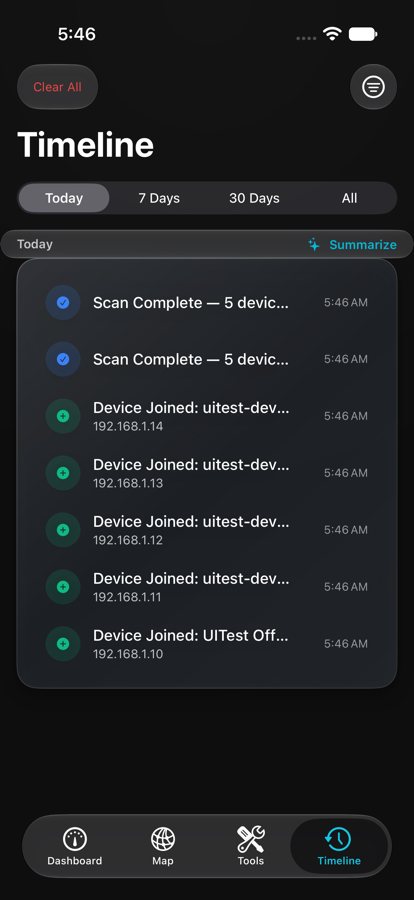 5:46
Clear All
Timeline
Today
7 Days
30 Days
All
Today
Summarize
Scan Complete — 5 devic...
5:46 AM
Scan Complete — 5 devic...
5:46 AM
Device Joined: uitest-dev...
192.168.1.14
5:46 AM
Device Joined: uitest-dev...
192.168.1.13
5:46 AM
Device Joined: uitest-dev...
192.168.1.12
5:46 AM
Device Joined: uitest-dev...
192.168.1.11
5:46 AM
Device Joined: UITest Off...
192.168.1.10
5:46 AM
Dashboard
Map
Tools
Timeline